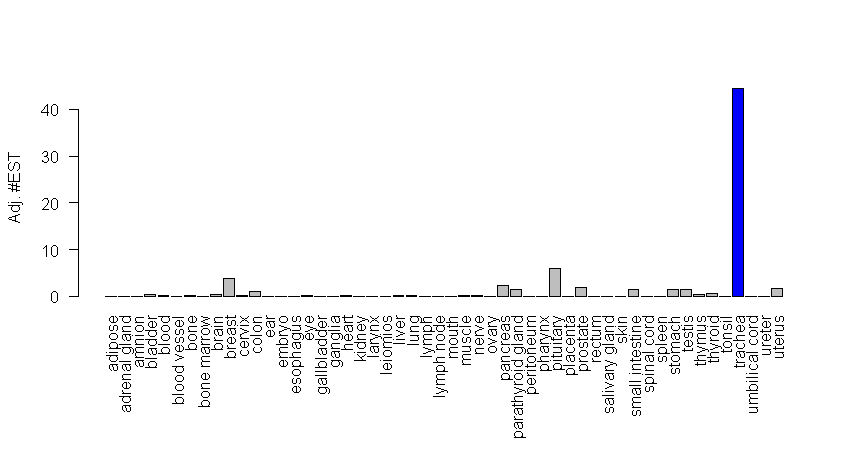 Adj. #EST
40
30
20
10
0
adipose
adrenal gland
amnion
bladder
blood
blood vessel
bone
bone marrow
brain
breast
cervix
colon
ear
embryo
esophagus
eye
gallbladder
ganglia
heart
kidney
larynx
leiomios
liver
lung
lymph
lymph node
mouth
muscle
nerve
ovary
pancreas
parathyroid gland
peritoneum
pharynx
pituitary
placenta
prostate
rectum
salivary gland
skin
small intestine
spinal cord
spleen
stomach
testis
thymus
thyroid
tonsil
trachea
umbilical cord
ureter
uterus